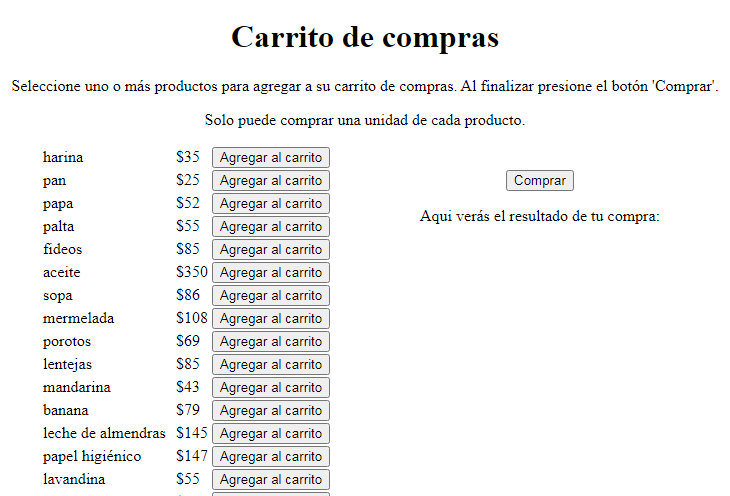 Carrito de compras
Seleccione uno o más productos para agregar a su carrito de compras. Al finalizar presione el botón 'Comprar'.
Solo puede comprar una unidad de cada producto.
harina $35 Agregar al carrito
pan $25 Agregar al carrito
papa $52 Agregar al carrito
palta $55 Agregar al carrito
fideos $85 Agregar al carrito
aceite $350 Agregar al carrito
sopa $86 Agregar al carrito
mermelada $108 Agregar al carrito
porotos $69 Agregar al carrito
lentejas $85 Agregar al carrito
mandarina $43 Agregar al carrito
banana $79 Agregar al carrito
leche de almendras $145 Agregar al carrito
papel higiénico $147 Agregar al carrito
lavandina $55 Agregar al carrito
Comprar
Aqui verás el resultado de tu compra: